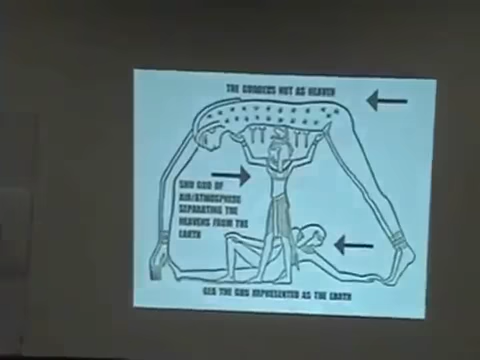 THE GODDESS NUT AS HEAVEN
SHU GOD OF
AIR/ATMOSPHERE
SEPARATING THE
HEAVENS FROM THE
EARTH
GEB THE GOD REPRESENTED AS THE EARTH